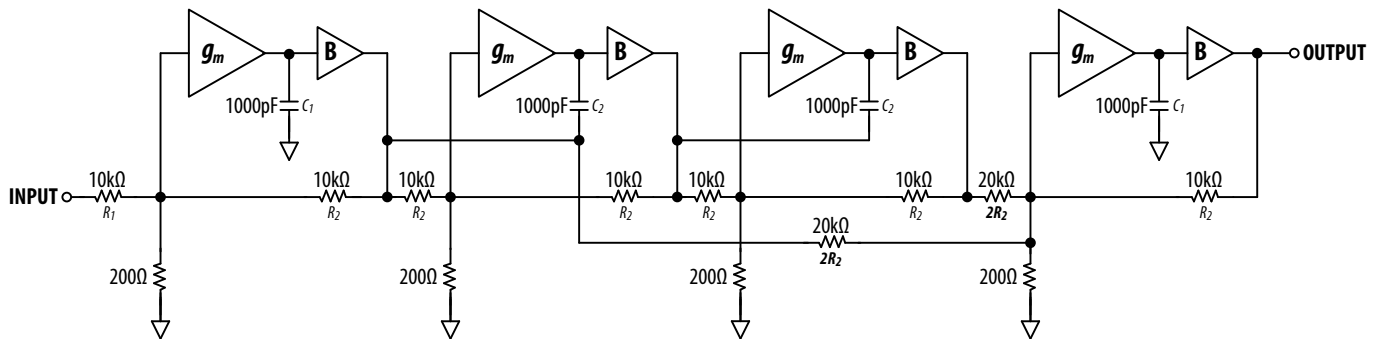 gm B gm B gm B gm B OUTPUT
1000pF C1 1000pF C2 1000pF C2 1000pF C1
10kΩ 10kΩ 10kΩ 10kΩ 10kΩ 10kΩ 20kΩ 10kΩ
INPUT
R1 R2 R2 R2 R2 R2 2R2 R2
20kΩ
2R2
200Ω 200Ω 200Ω 200Ω